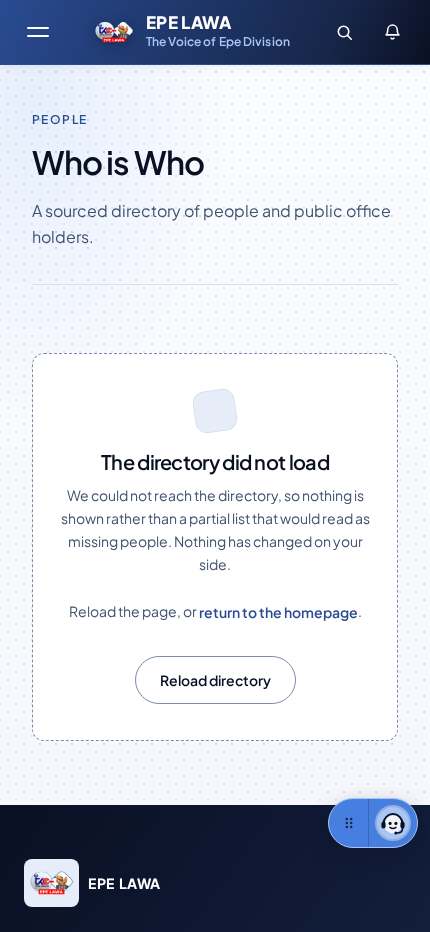 EPE LAWA
The Voice of Epe Division
PEOPLE
Who is Who
A sourced directory of people and public office
holders.
The directory did not load
We could not reach the directory, so nothing is
shown rather than a partial list that would read as
missing people. Nothing has changed on your
side.
Reload the page, or return to the homepage.
Reload directory
EPE LAWA
EPE LAWA